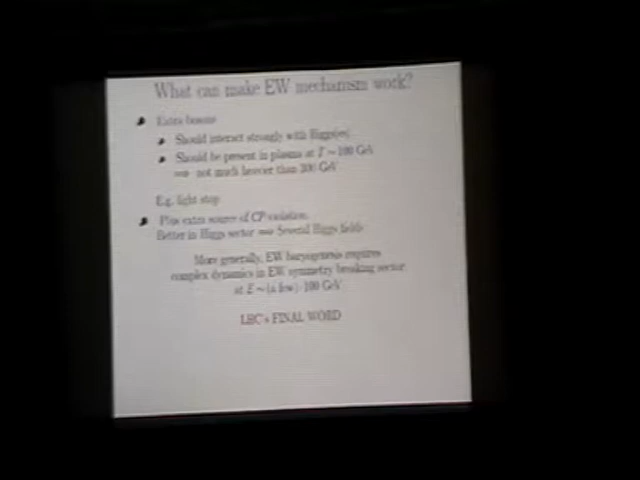 What can make EW mechanism work?
Extra bosons
Should interact strongly with Higgs(es)
Should be present in plasma at T ∼ 100 GeV
⟹ not much heavier than 300 GeV
E.g. light stop
Plus extra source of CP-violation.
Better in Higgs sector ⟹ Several Higgs fields
More generally, EW baryogenesis requires
complex dynamics in EW symmetry breaking sector
at E ∼ (a few) · 100 GeV
LHC's FINAL WORD